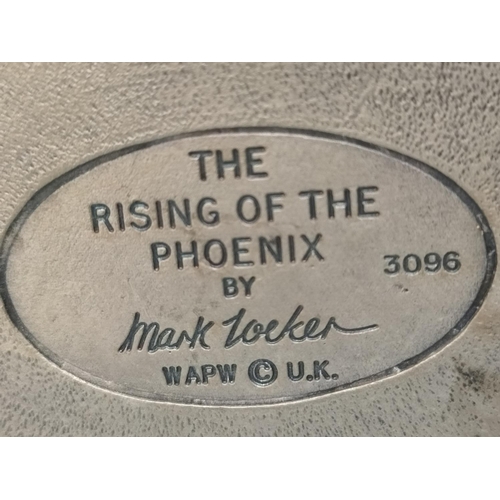 THE
RISING OF THE
PHOENIX
3096
BY
Mark Locker
WAPW © U.K.